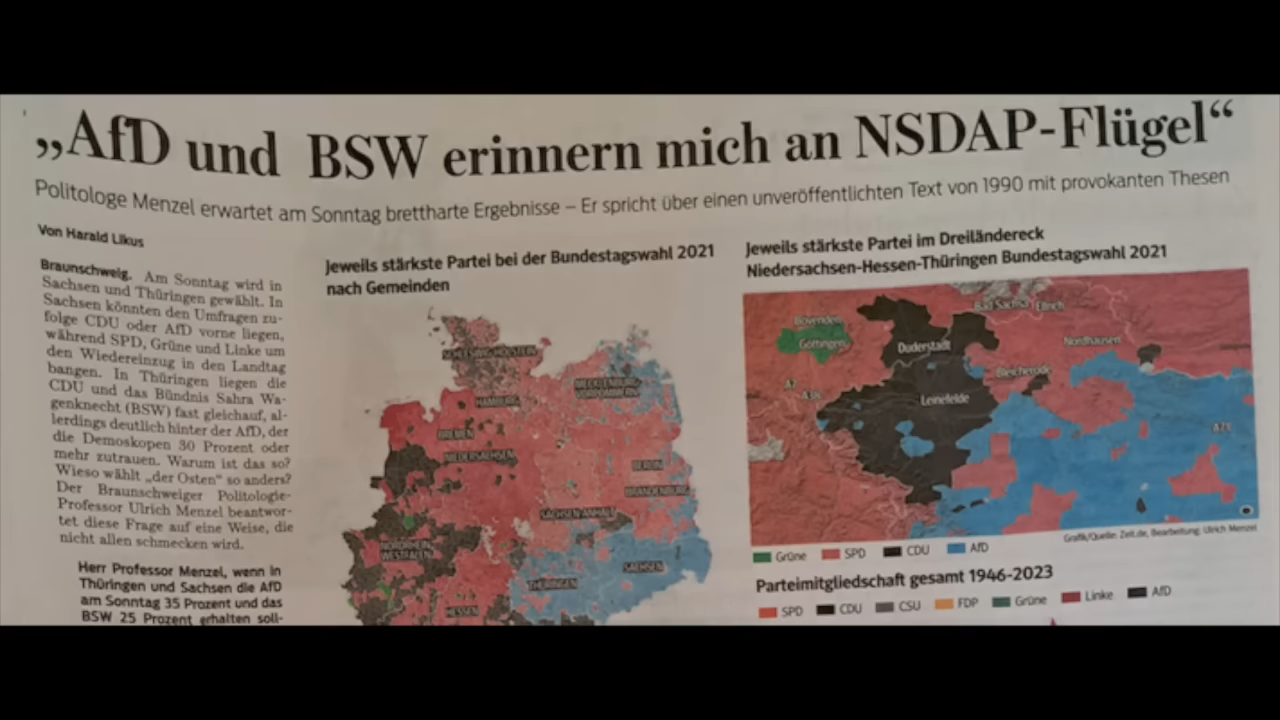 „AfD und BSW erinnern mich an NSDAP-Flügel“
Politologe Menzel erwartet am Sonntag brettharte Ergebnisse – Er spricht über einen unveröffentlichten Text von 1990 mit provokanten Thesen
Von Harald Likus
Braunschweig. Am Sonntag wird in
Sachsen und Thüringen gewählt. In
Sachsen könnten den Umfragen zu-
folge CDU oder AfD vorne liegen,
während SPD, Grüne und Linke um
den Wiedereinzug in den Landtag
bangen. In Thüringen liegen die
CDU und das Bündnis Sahra Wa-
genknecht (BSW) fast gleichauf, al-
lerdings deutlich hinter der AfD, der
die Demoskopen 30 Prozent oder
mehr zutrauen. Warum ist das so?
Wieso wählt „der Osten“ so anders?
Der Braunschweiger Politologie-
Professor Ulrich Menzel beantwor-
tet diese Frage auf eine Weise, die
nicht allen schmecken wird.
Herr Professor Menzel, wenn in
Thüringen und Sachsen die AfD
am Sonntag 35 Prozent und das
BSW 25 Prozent erhalten soll-
Jeweils stärkste Partei bei der Bundestagswahl 2021
nach Gemeinden
SCHLESWIG-HOLSTEIN
MECKLENBURG-
VORPOMMERN
HAMBURG
BREMEN
NIEDERSACHSEN
BERLIN
BRANDENBURG
SACHSEN-ANHALT
NORDRHEIN-
WESTFALEN
SACHSEN
THÜRINGEN
HESSEN
Jeweils stärkste Partei im Dreiländereck
Niedersachsen-Hessen-Thüringen Bundestagswahl 2021
Bad Sachsa Ellrich
Bovenden
Göttingen
Duderstadt
Nordhausen
Bleicherode
A7
A38
Leinefelde
A71
Grafik/Quelle: Zeit.de, Bearbeitung: Ulrich Menzel
Grüne SPD CDU AfD
Parteimitgliedschaft gesamt 1946-2023
SPD CDU CSU FDP Grüne Linke AfD